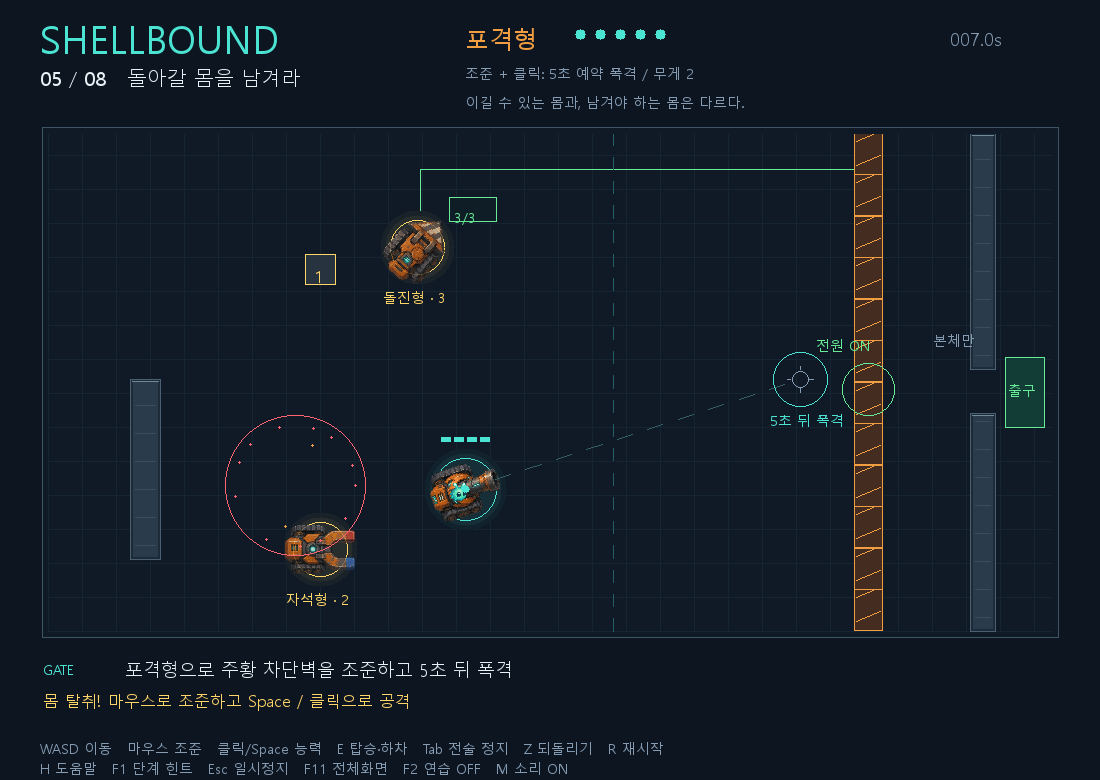 SHELLBOUND
포격형
007.0s
05 / 08 돌아갈 몸을 남겨라
조준 + 클릭: 5초 예약 폭격 / 무게 2
이길 수 있는 몸과, 남겨야 하는 몸은 다르다.
3/3
1
돌진형 · 3
전원 ON
본체만
출구
5초 뒤 폭격
자석형 · 2
GATE 포격형으로 주황 차단벽을 조준하고 5초 뒤 폭격
몸 탈취! 마우스로 조준하고 Space / 클릭으로 공격
WASD 이동 마우스 조준 클릭/Space 능력 E 탑승·하차 Tab 전술 정지 Z 되돌리기 R 재시작
H 도움말 F1 단계 힌트 Esc 일시정지 F11 전체화면 F2 연습 OFF M 소리 ON